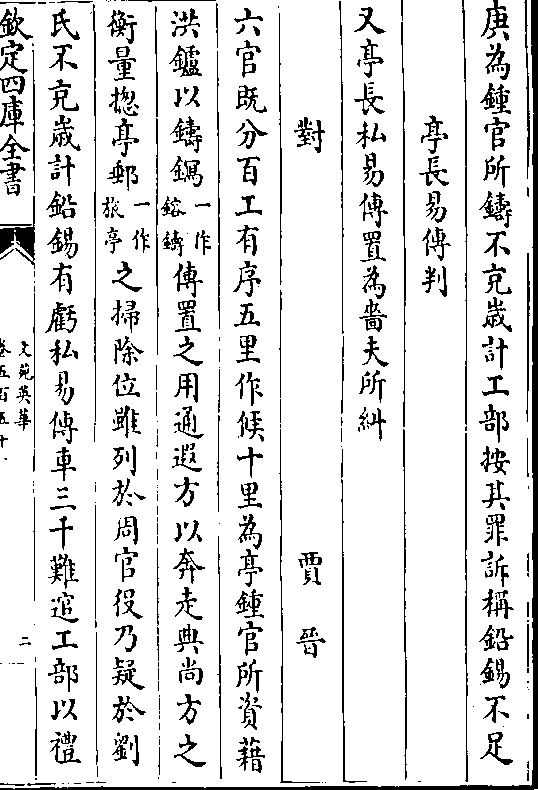 庚為鍾官所鑄不充歲計工部按其罪訴稱鉛錫不足
亭長易傳判
又亭長私易傳置為嗇夫所糾
對　賈晉
六官既分百工有序五里作候十里為亭鍾官所資藉
洪鑪以鑄鐊一作鎔鑄傳置之用通遐方以奔走典尚方之
衡量揔亭郵一作旅亭之掃除位雖列於周官役乃疑於劉
氏不充歲計鉛錫有虧私易傳車三千難逭工部以禮
欽定四庫全書
文苑英華
卷五百五十
二